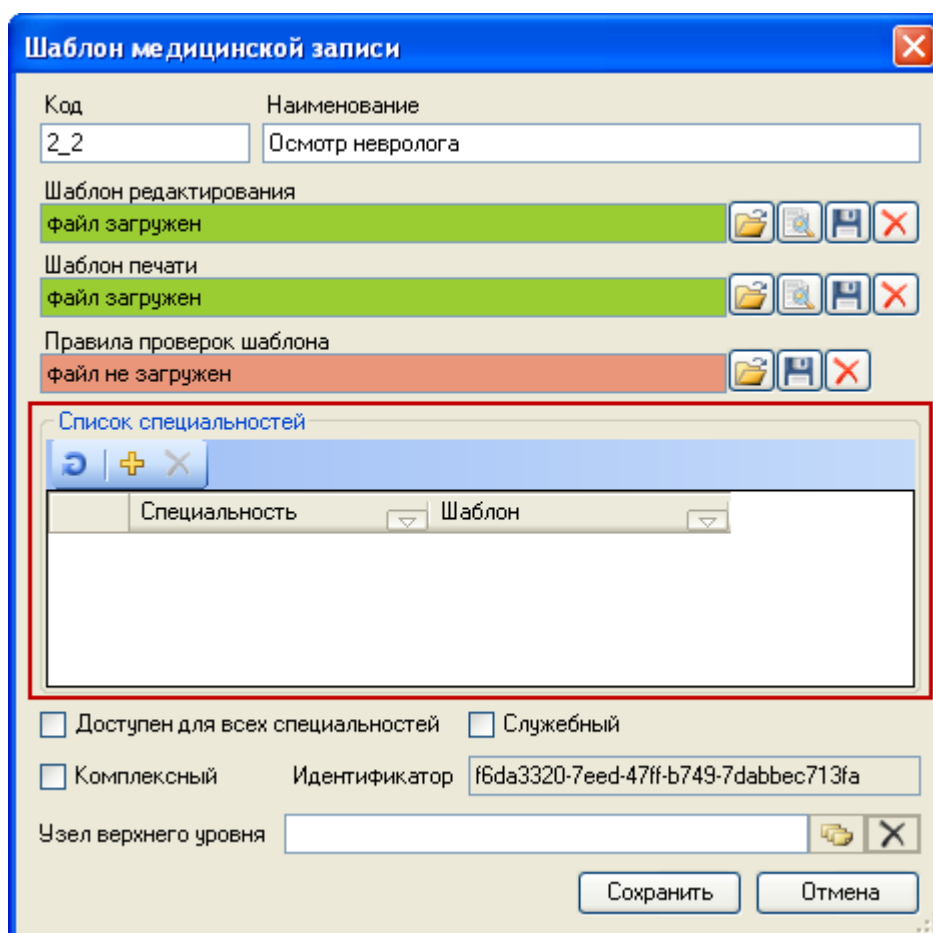 Шаблон медицинской записи
Код Наименование
2_2 Осмотр невролога
Шаблон редактирования
файл загружен
Шаблон печати
файл загружен
Правила проверок шаблона
файл не загружен
Список специальностей
Специальность Шаблон
Доступен для всех специальностей Служебный
Комплексный Идентификатор f6da3320-7eed-47ff-b749-7dabbec713fa
Узел верхнего уровня
Сохранить Отмена